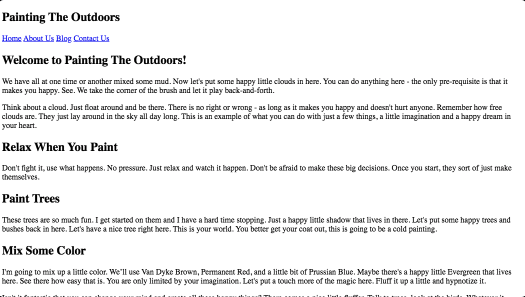 Painting The Outdoors
Home About Us Blog Contact Us
Welcome to Painting The Outdoors!
We have all at one time or another mixed some mud. Now let's put some happy little clouds in here. You can do anything here - the only pre-requisite is that it
makes you happy. See. We take the corner of the brush and let it play back-and-forth.
Think about a cloud. Just float around and be there. There is no right or wrong - as long as it makes you happy and doesn't hurt anyone. Remember how free
clouds are. They just lay around in the sky all day long. This is an example of what you can do with just a few things, a little imagination and a happy dream in
your heart.
Relax When You Paint
Don't fight it, use what happens. No pressure. Just relax and watch it happen. Don't be afraid to make these big decisions. Once you start, they sort of just make
themselves.
Paint Trees
These trees are so much fun. I get started on them and I have a hard time stopping. Just a happy little shadow that lives in there. Let's put some happy trees and
bushes back in here. Let's have a nice tree right here. This is your world. You better get your coat out, this is going to be a cold painting.
Mix Some Color
I'm going to mix up a little color. We'll use Van Dyke Brown, Permanent Red, and a little bit of Prussian Blue. Maybe there's a happy little Evergreen that lives
here. See there how easy that is. You are only limited by your imagination. Let's put a touch more of the magic here. Fluff it up a little and hypnotize it.